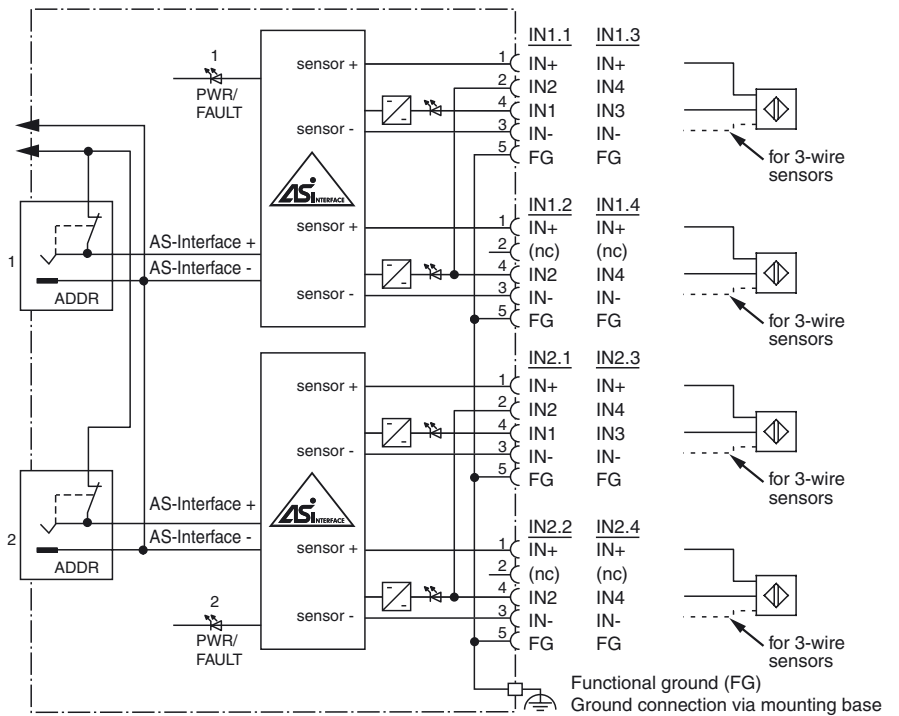 IN1.1 IN1.3
1 sensor + 1 IN+ IN+
PWR/
FAULT
2 IN2 IN4
4 IN1 IN3
sensor - 3 IN- IN-
5 FG FG
for 3-wire
sensors
ASi INTERFACE
IN1.2 IN1.4
sensor + 1 IN+ IN+
AS-Interface + 2 (nc) (nc)
1 AS-Interface - 4 IN2 IN4
ADDR sensor - 3 IN- IN-
5 FG FG
for 3-wire
sensors
IN2.1 IN2.3
sensor + 1 IN+ IN+
2 IN2 IN4
4 IN1 IN3
sensor - 3 IN- IN-
5 FG FG
for 3-wire
sensors
ASi INTERFACE
AS-Interface +
IN2.2 IN2.4
2 AS-Interface - sensor + 1 IN+ IN+
ADDR 2 (nc) (nc)
2 4 IN2 IN4
PWR/
FAULT
sensor - 3 IN- IN-
5 FG FG
for 3-wire
sensors
Functional ground (FG)
Ground connection via mounting base